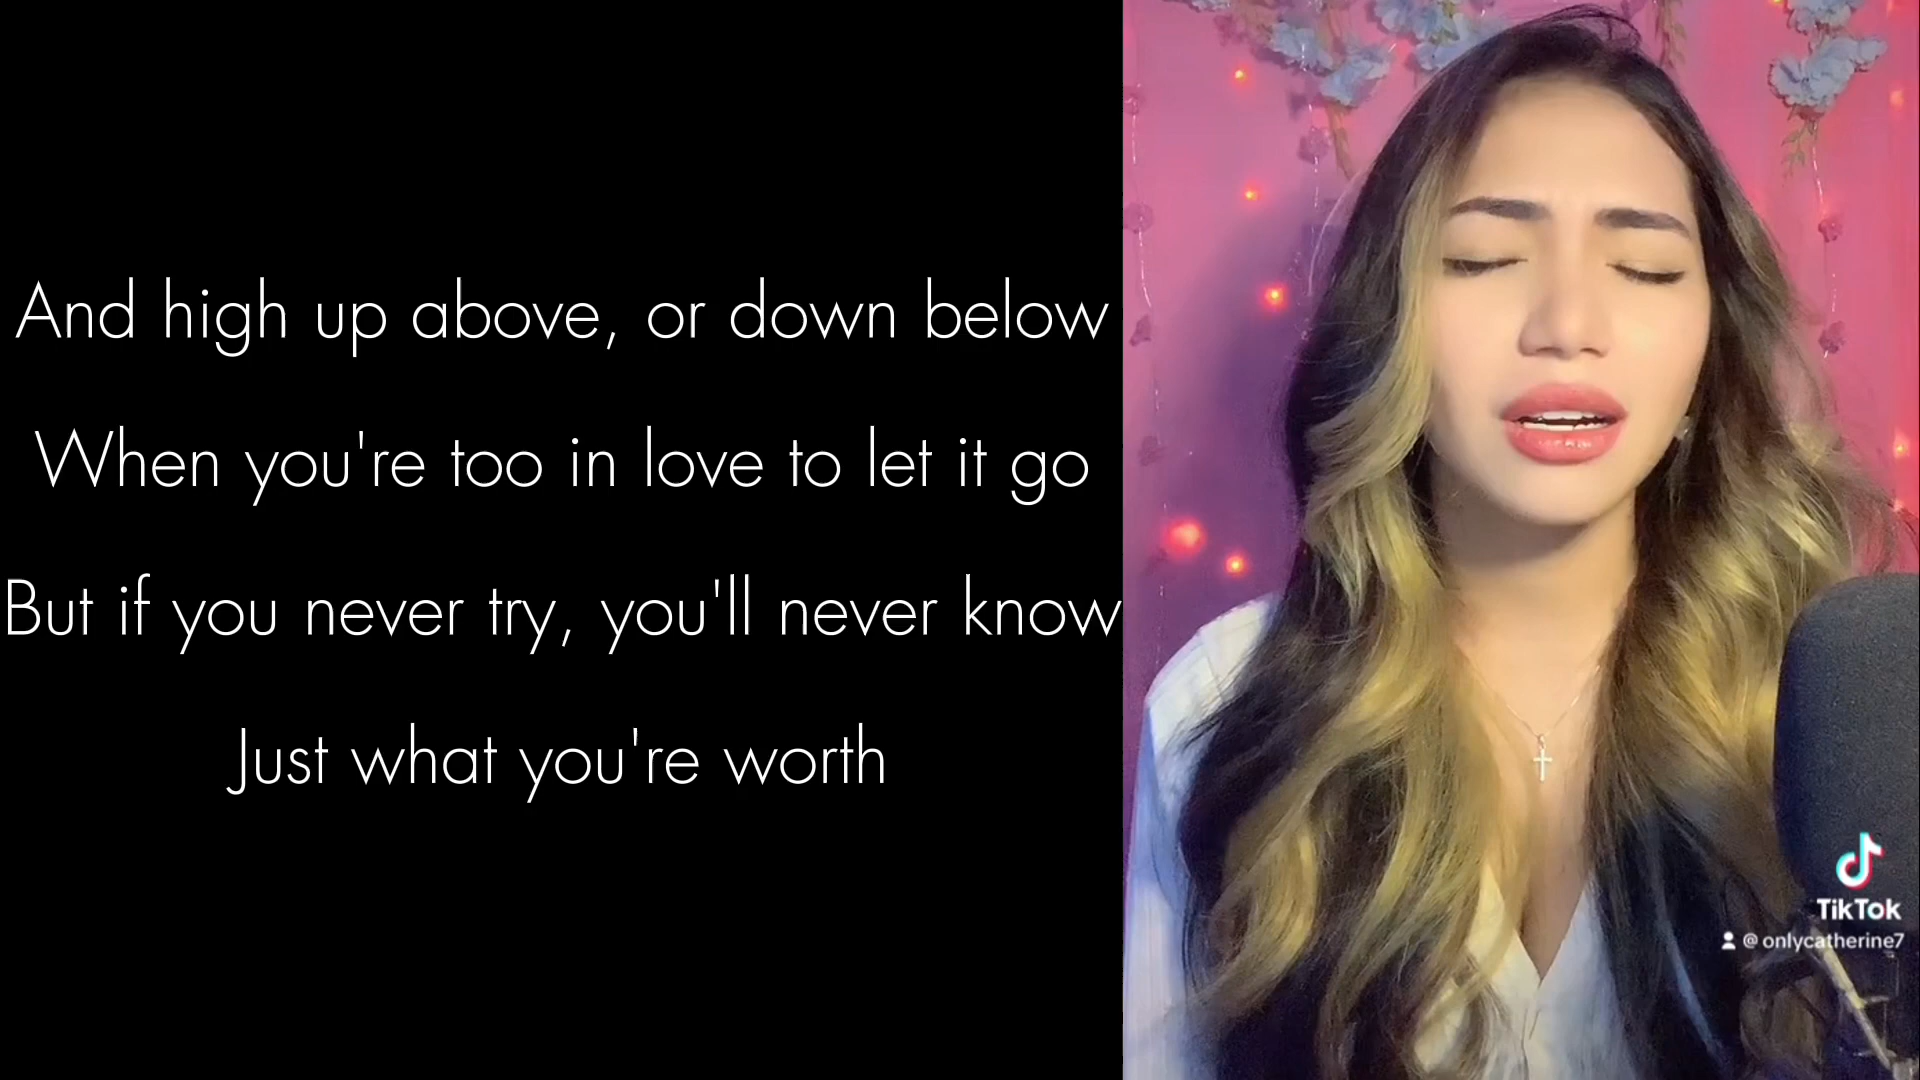 And high up above, or down below
When you're too in love to let it go
But if you never try, you'll never know
Just what you're worth
TikTok
@onlycatherine7